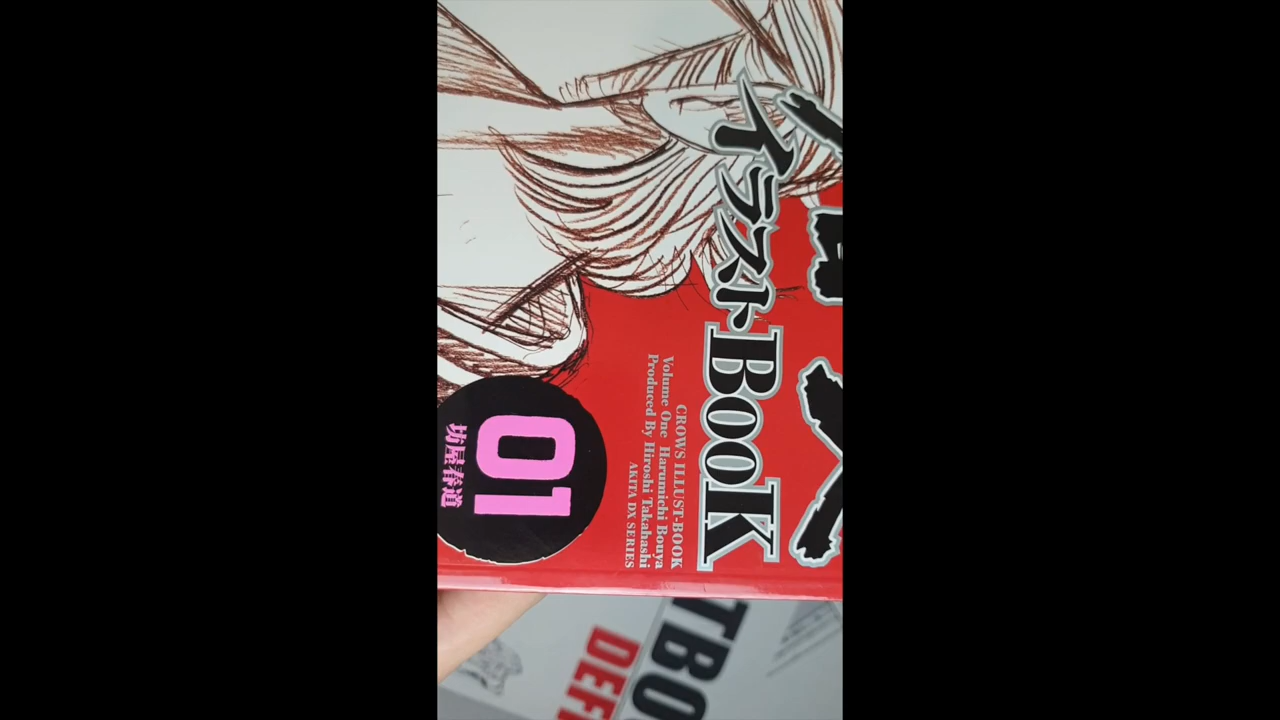 イラストBOOK
CROWS ILLUST-BOOK
Volume One Harumichi Bouya
Produced By Hiroshi Takahashi
AKITA DX SERIES
01
坊屋春道
TBO
DEF